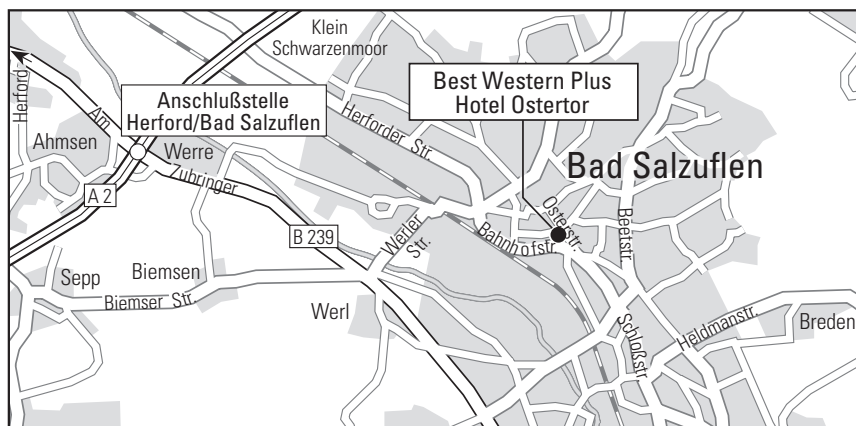 Klein
Schwarzenmoor
Best Western Plus
Hotel Ostertor
Anschlußstelle
Herford/Bad Salzuflen
Herford
Am
Zubringer
Ahmsen
Werre
Herforder Str.
Bad Salzuflen
A 2
B 239
Osterstr.
Beetstr.
Werler
Str.
Bahnhofstr.
Sepp
Biemsen
Biemser Str.
Werl
Schloßstr.
Heldmanstr.
Breden